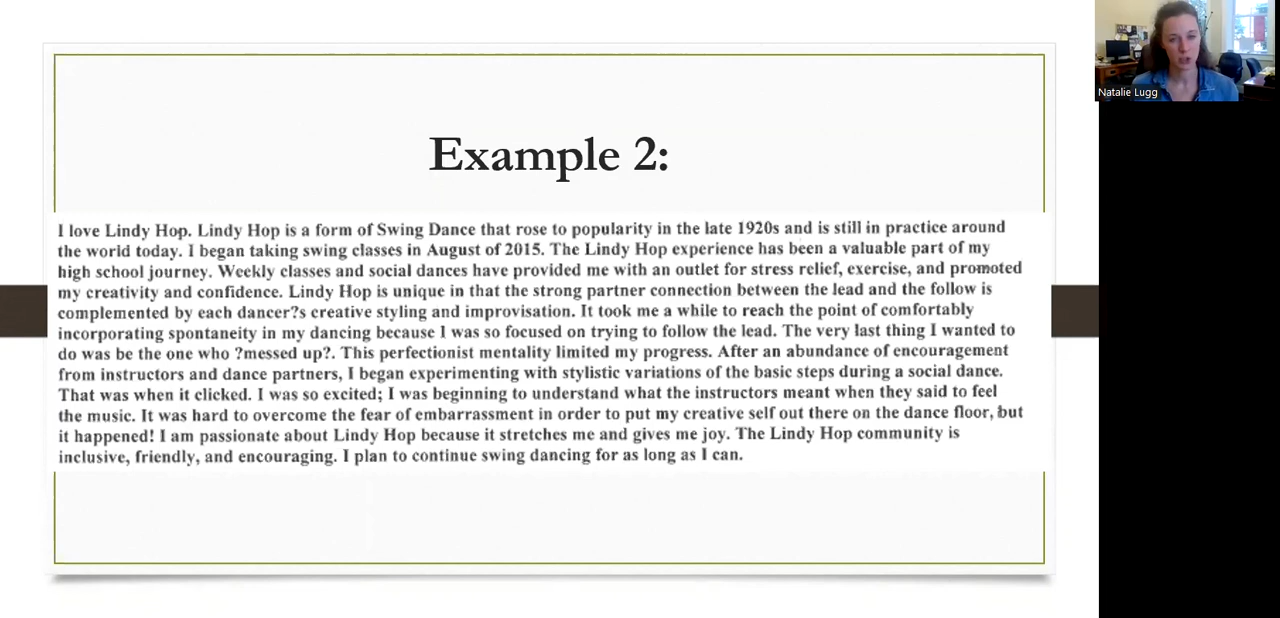 Example 2:
I love Lindy Hop. Lindy Hop is a form of Swing Dance that rose to popularity in the late 1920s and is still in practice around
the world today. I began taking swing classes in August of 2015. The Lindy Hop experience has been a valuable part of my
high school journey. Weekly classes and social dances have provided me with an outlet for stress relief, exercise, and promoted
my creativity and confidence. Lindy Hop is unique in that the strong partner connection between the lead and the follow is
complemented by each dancer?s creative styling and improvisation. It took me a while to reach the point of comfortably
incorporating spontaneity in my dancing because I was so focused on trying to follow the lead. The very last thing I wanted to
do was be the one who ?messed up?. This perfectionist mentality limited my progress. After an abundance of encouragement
from instructors and dance partners, I began experimenting with stylistic variations of the basic steps during a social dance.
That was when it clicked. I was so excited; I was beginning to understand what the instructors meant when they said to feel
the music. It was hard to overcome the fear of embarrassment in order to put my creative self out there on the dance floor, but
it happened! I am passionate about Lindy Hop because it stretches me and gives me joy. The Lindy Hop community is
inclusive, friendly, and encouraging. I plan to continue swing dancing for as long as I can.
Natalie Lugg